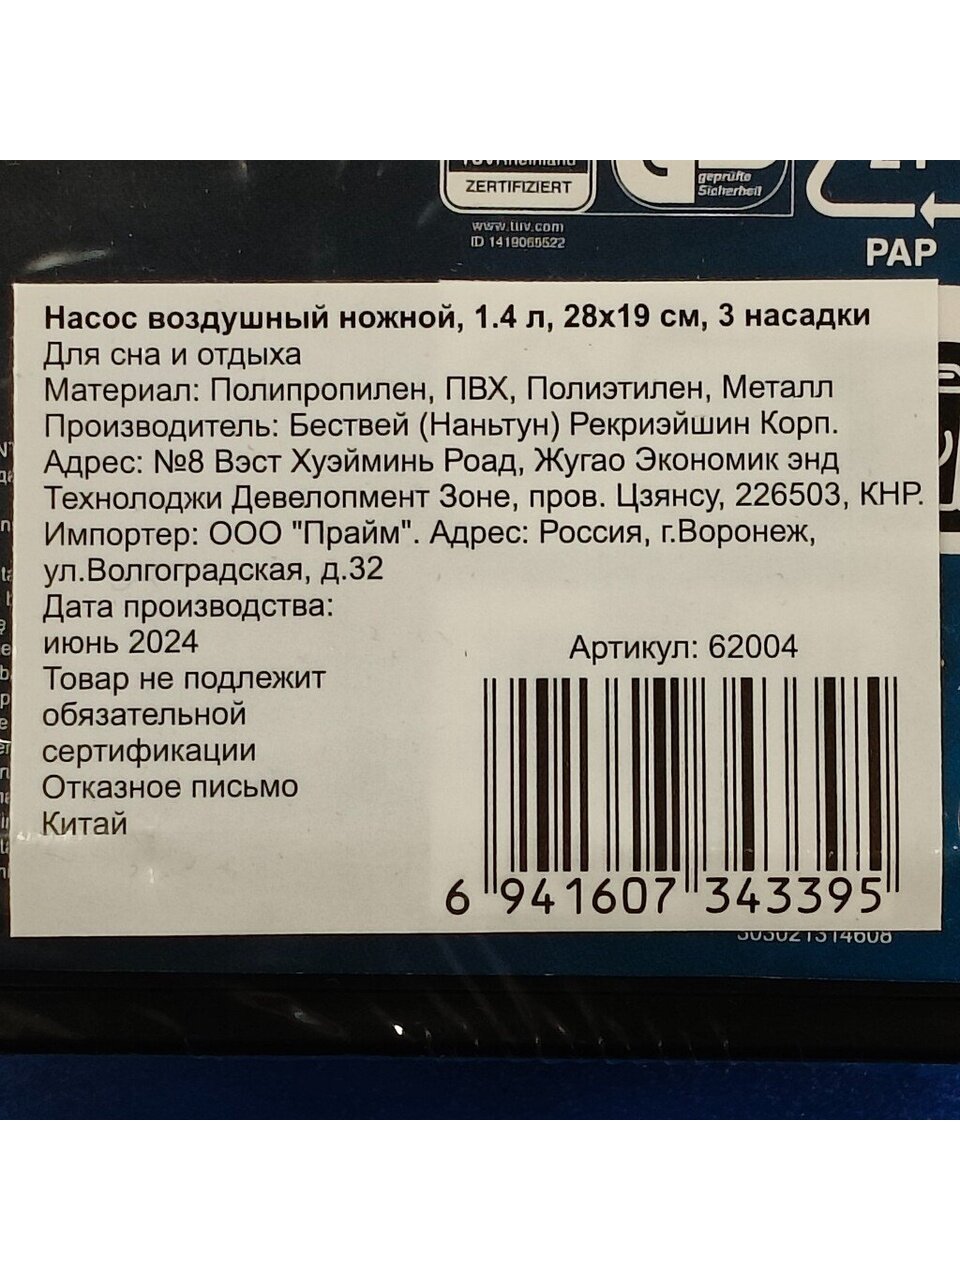 ZERTIFIZIERT
geprüfte
Sicherheit
www.tuv.com
PAP
Насос воздушный ножной, 1.4 л, 28х19 см, 3 насадки
Для сна и отдыха
Материал: Полипропилен, ПВХ, Полиэтилен, Металл
Производитель: Бествей (Наньтун) Рекриэйшин Корп.
Адрес: №8 Вэст Хуэйминь Роад, Жугао Экономик энд
Технолоджи Девелопмент Зоне, пров. Цзянсу, 226503, КНР.
Импортер: ООО "Прайм". Адрес: Россия, г.Воронеж,
ул.Волгоградская, д.32
Дата производства:
июнь 2024
Товар не подлежит
обязательной
сертификации
Отказное письмо
Китай
Артикул: 62004
6 941607 343395